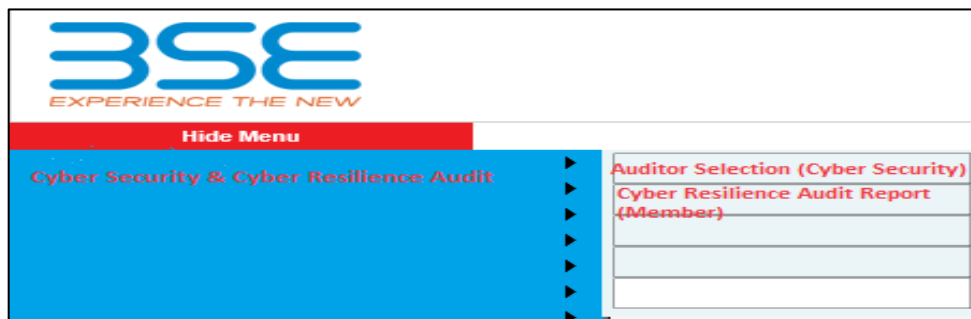 BSE
EXPERIENCE THE NEW
Hide Menu
Cyber Security & Cyber Resilience Audit
Auditor Selection (Cyber Security)
Cyber Resilience Audit Report
(Member)